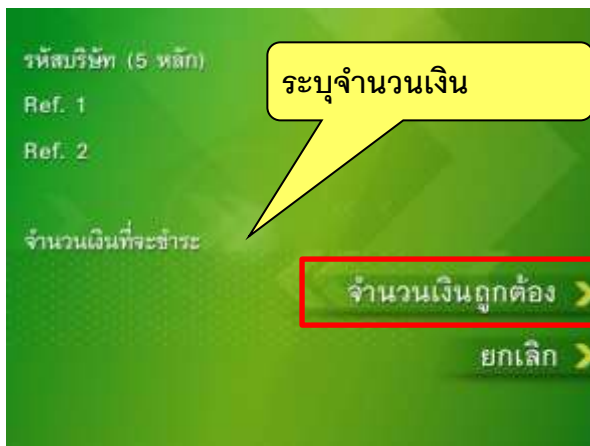 รหัสบริษัท (5 หลัก)
ระบุจำนวนเงิน
Ref. 1
Ref. 2
จำนวนเงินที่จะชำระ
จำนวนเงินถูกต้อง
ยกเลิก